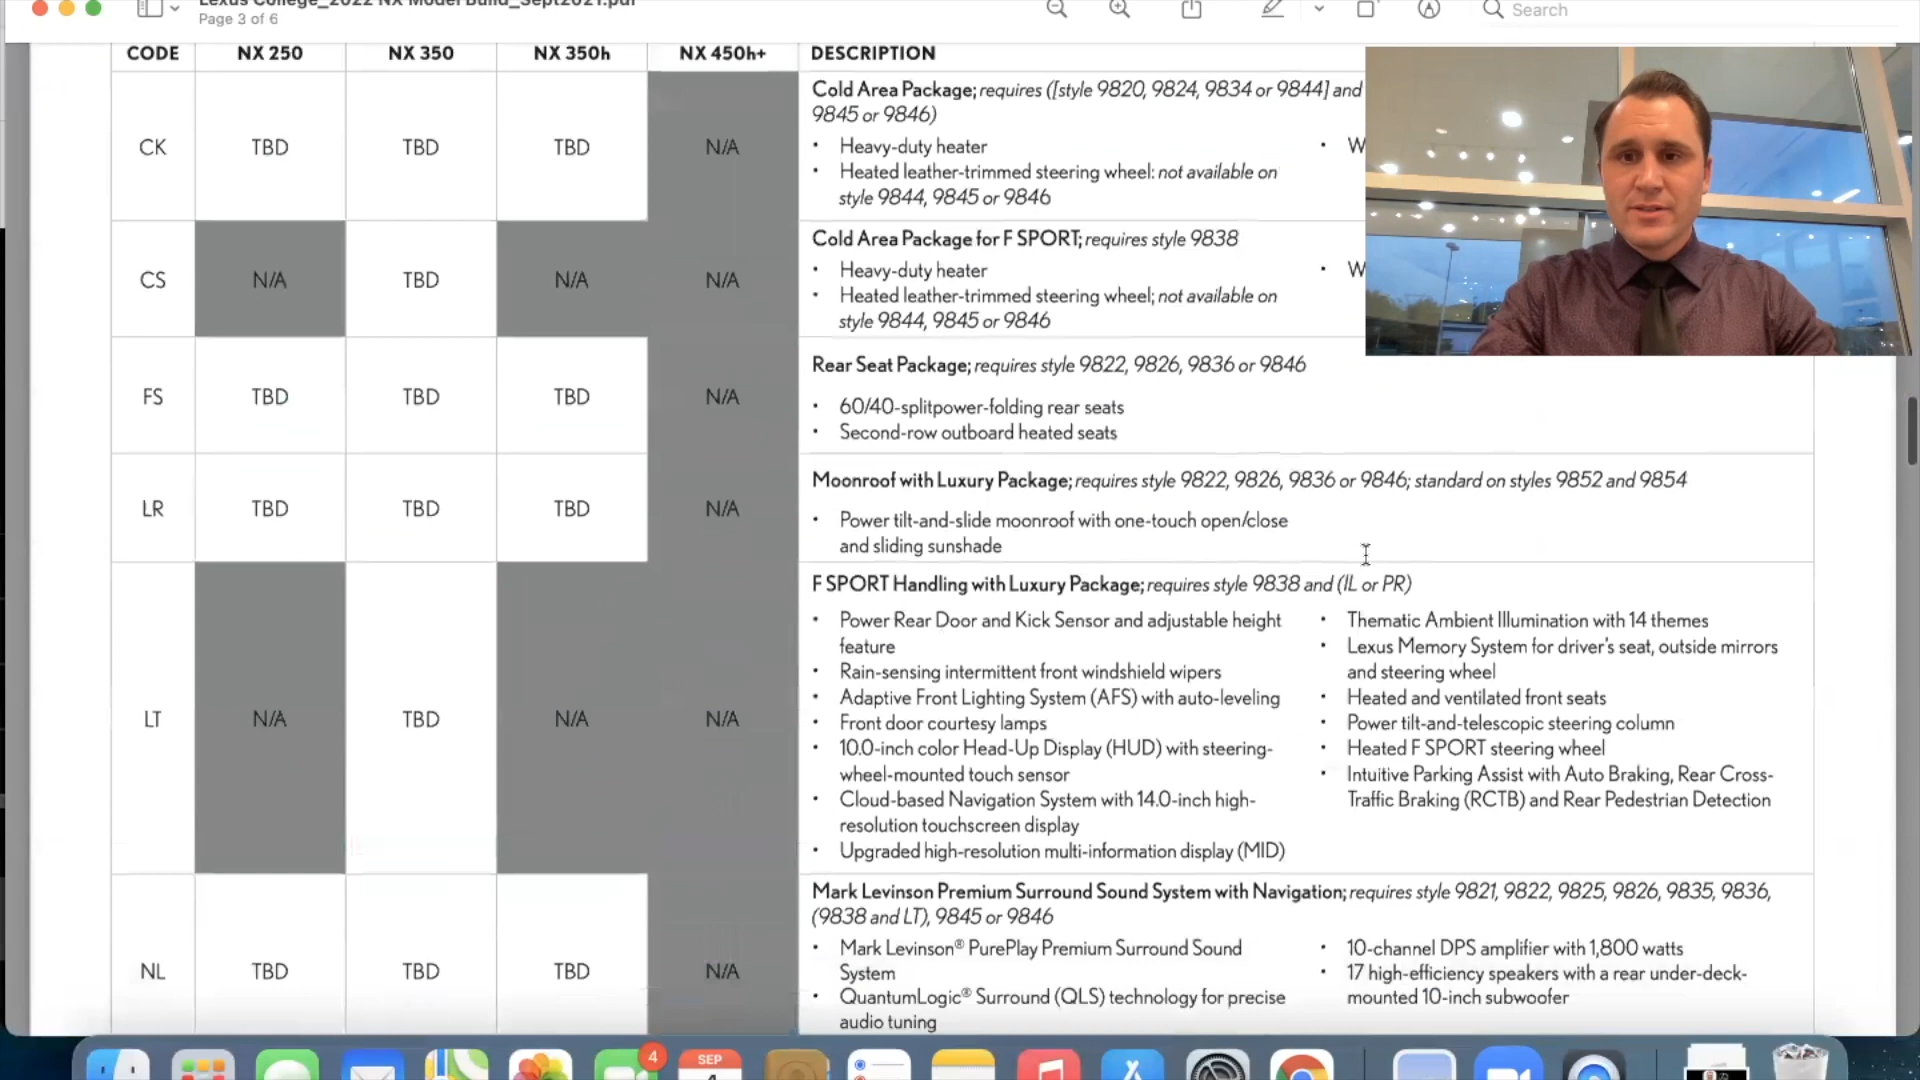 Lexus College_2022 NX Model Build_Sept2021.pdf
Page 3 of 6
Search
CODE NX 250 NX 350 NX 350h NX 450h+ DESCRIPTION
CK TBD TBD TBD N/A
Cold Area Package; requires ([style 9820, 9824, 9834 or 9844] and
9845 or 9846)
• Heavy-duty heater
• Heated leather-trimmed steering wheel: not available on
style 9844, 9845 or 9846
• W
CS N/A TBD N/A N/A
Cold Area Package for F SPORT; requires style 9838
• Heavy-duty heater
• Heated leather-trimmed steering wheel; not available on
style 9844, 9845 or 9846
• W
FS TBD TBD TBD N/A
Rear Seat Package; requires style 9822, 9826, 9836 or 9846
• 60/40-splitpower-folding rear seats
• Second-row outboard heated seats
LR TBD TBD TBD N/A
Moonroof with Luxury Package; requires style 9822, 9826, 9836 or 9846; standard on styles 9852 and 9854
• Power tilt-and-slide moonroof with one-touch open/close
and sliding sunshade
LT N/A TBD N/A N/A
F SPORT Handling with Luxury Package; requires style 9838 and (IL or PR)
• Power Rear Door and Kick Sensor and adjustable height
feature
• Rain-sensing intermittent front windshield wipers
• Adaptive Front Lighting System (AFS) with auto-leveling
• Front door courtesy lamps
• 10.0-inch color Head-Up Display (HUD) with steering-
wheel-mounted touch sensor
• Cloud-based Navigation System with 14.0-inch high-
resolution touchscreen display
• Upgraded high-resolution multi-information display (MID)
• Thematic Ambient Illumination with 14 themes
• Lexus Memory System for driver's seat, outside mirrors
and steering wheel
• Heated and ventilated front seats
• Power tilt-and-telescopic steering column
• Heated F SPORT steering wheel
• Intuitive Parking Assist with Auto Braking, Rear Cross-
Traffic Braking (RCTB) and Rear Pedestrian Detection
NL TBD TBD TBD N/A
Mark Levinson Premium Surround Sound System with Navigation; requires style 9821, 9822, 9825, 9826, 9835, 9836,
(9838 and LT), 9845 or 9846
• Mark Levinson® PurePlay Premium Surround Sound
System
• QuantumLogic® Surround (QLS) technology for precise
audio tuning
• 10-channel DPS amplifier with 1,800 watts
• 17 high-efficiency speakers with a rear under-deck-
mounted 10-inch subwoofer
4
SEP